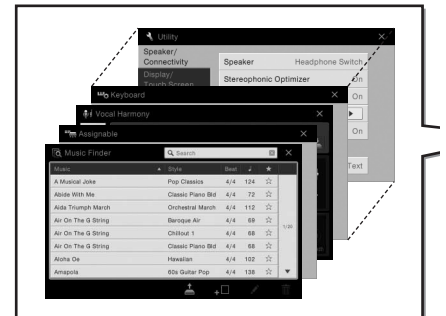 Utility
Speaker/
Connectivity
Speaker Headphone Switch
Display/
Touch Screen
Stereophonic Optimizer On
Keyboard
On
Vocal Harmony
Assignable
On
Music Finder
Search
Text
Music Style Beat
A Musical Joke Pop Classics 4/4 124
Abide With Me Classic Piano Bld 4/4 72
Aida Triumph March Orchestral March 4/4 112
Air On The G String Baroque Air 4/4 69
Air On The G String Chillout 1 4/4 68
Air On The G String Classic Piano Bld 4/4 68
Aloha Oe Hawaiian 4/4 102
Amapola 60s Guitar Pop 4/4 138